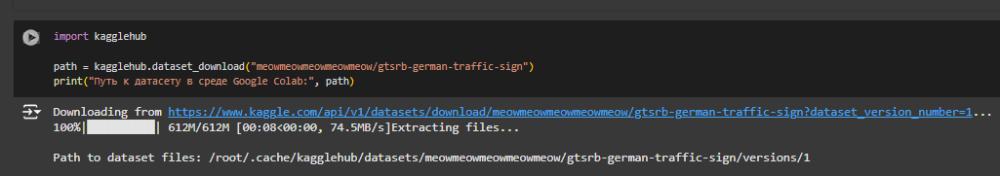 import kagglehub
path = kagglehub.dataset_download("meowmeowmeowmeowmeow/gtsrb-german-traffic-sign")
print("Путь к датасету в среде Google Colab:", path)
Downloading from https://www.kaggle.com/api/v1/datasets/download/meowmeowmeowmeowmeow/gtsrb-german-traffic-sign?dataset_version_number=1...
100%|██████████| 612M/612M [00:08<00:00, 74.5MB/s]Extracting files...
Path to dataset files: /root/.cache/kagglehub/datasets/meowmeowmeowmeowmeow/gtsrb-german-traffic-sign/versions/1